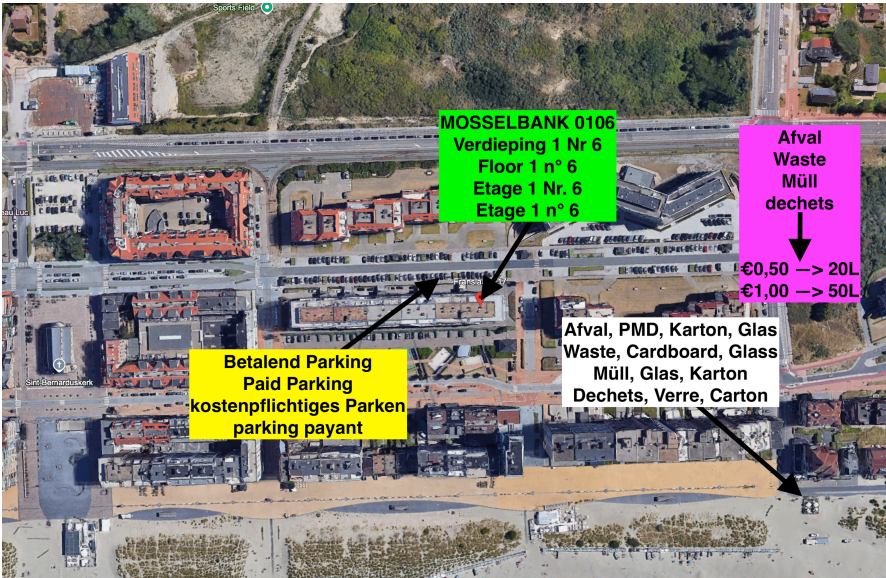 Sports Field
MOSSELBANK 0106
Verdieping 1 Nr 6
Floor 1 n° 6
Etage 1 Nr. 6
Etage 1 n° 6
Afval
Waste
Müll
dechets
€0,50 —> 20L
€1,00 —> 50L
Luc
Afval, PMD, Karton, Glas
Waste, Cardboard, Glass
Müll, Glas, Karton
Dechets, Verre, Carton
Betalend Parking
Paid Parking
kostenpflichtiges Parken
parking payant
Sint-Bernarduskerk